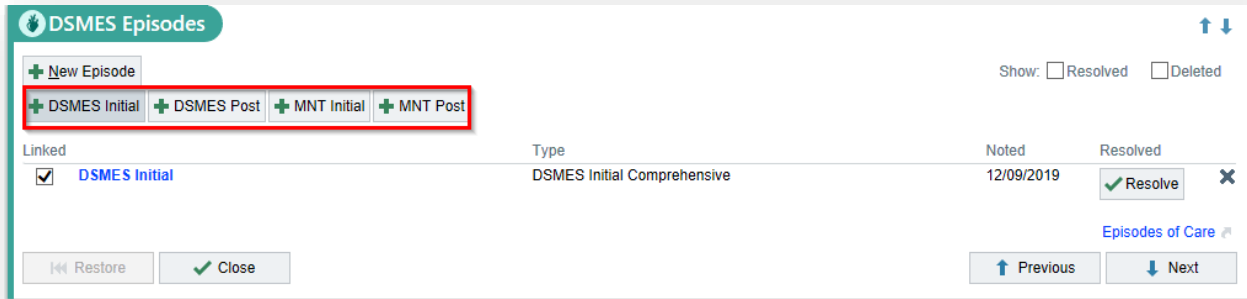 DSMES Episodes
New Episode
Show: Resolved Deleted
DSMES Initial DSMES Post MNT Initial MNT Post
Linked Type Noted Resolved
DSMES Initial DSMES Initial Comprehensive 12/09/2019 Resolve
Episodes of Care
Restore Close Previous Next